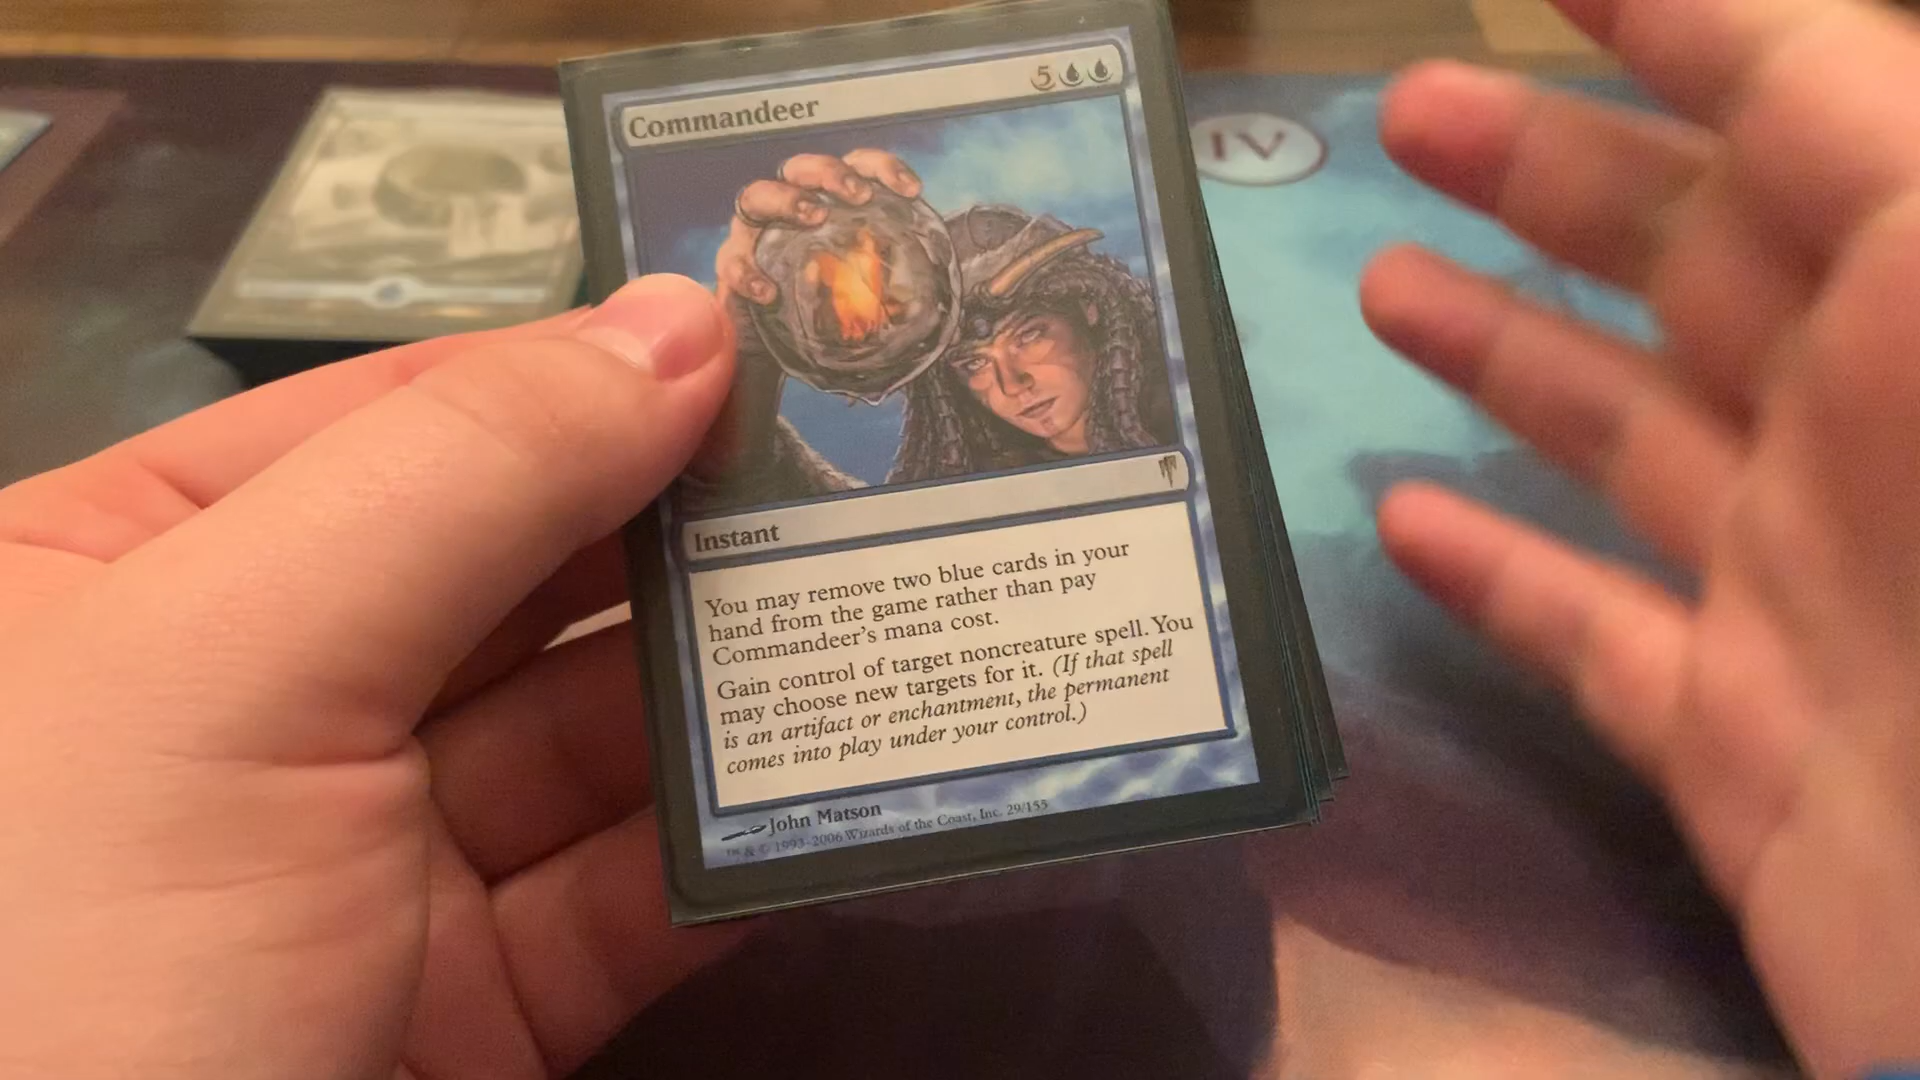 Commandeer
5
IV
Instant
You may remove two blue cards in your
hand from the game rather than pay
Commandeer's mana cost.
Gain control of target noncreature spell. You
may choose new targets for it. (If that spell
is an artifact or enchantment, the permanent
comes into play under your control.)
John Matson
™ & © 1993-2006 Wizards of the Coast, Inc. 29/155